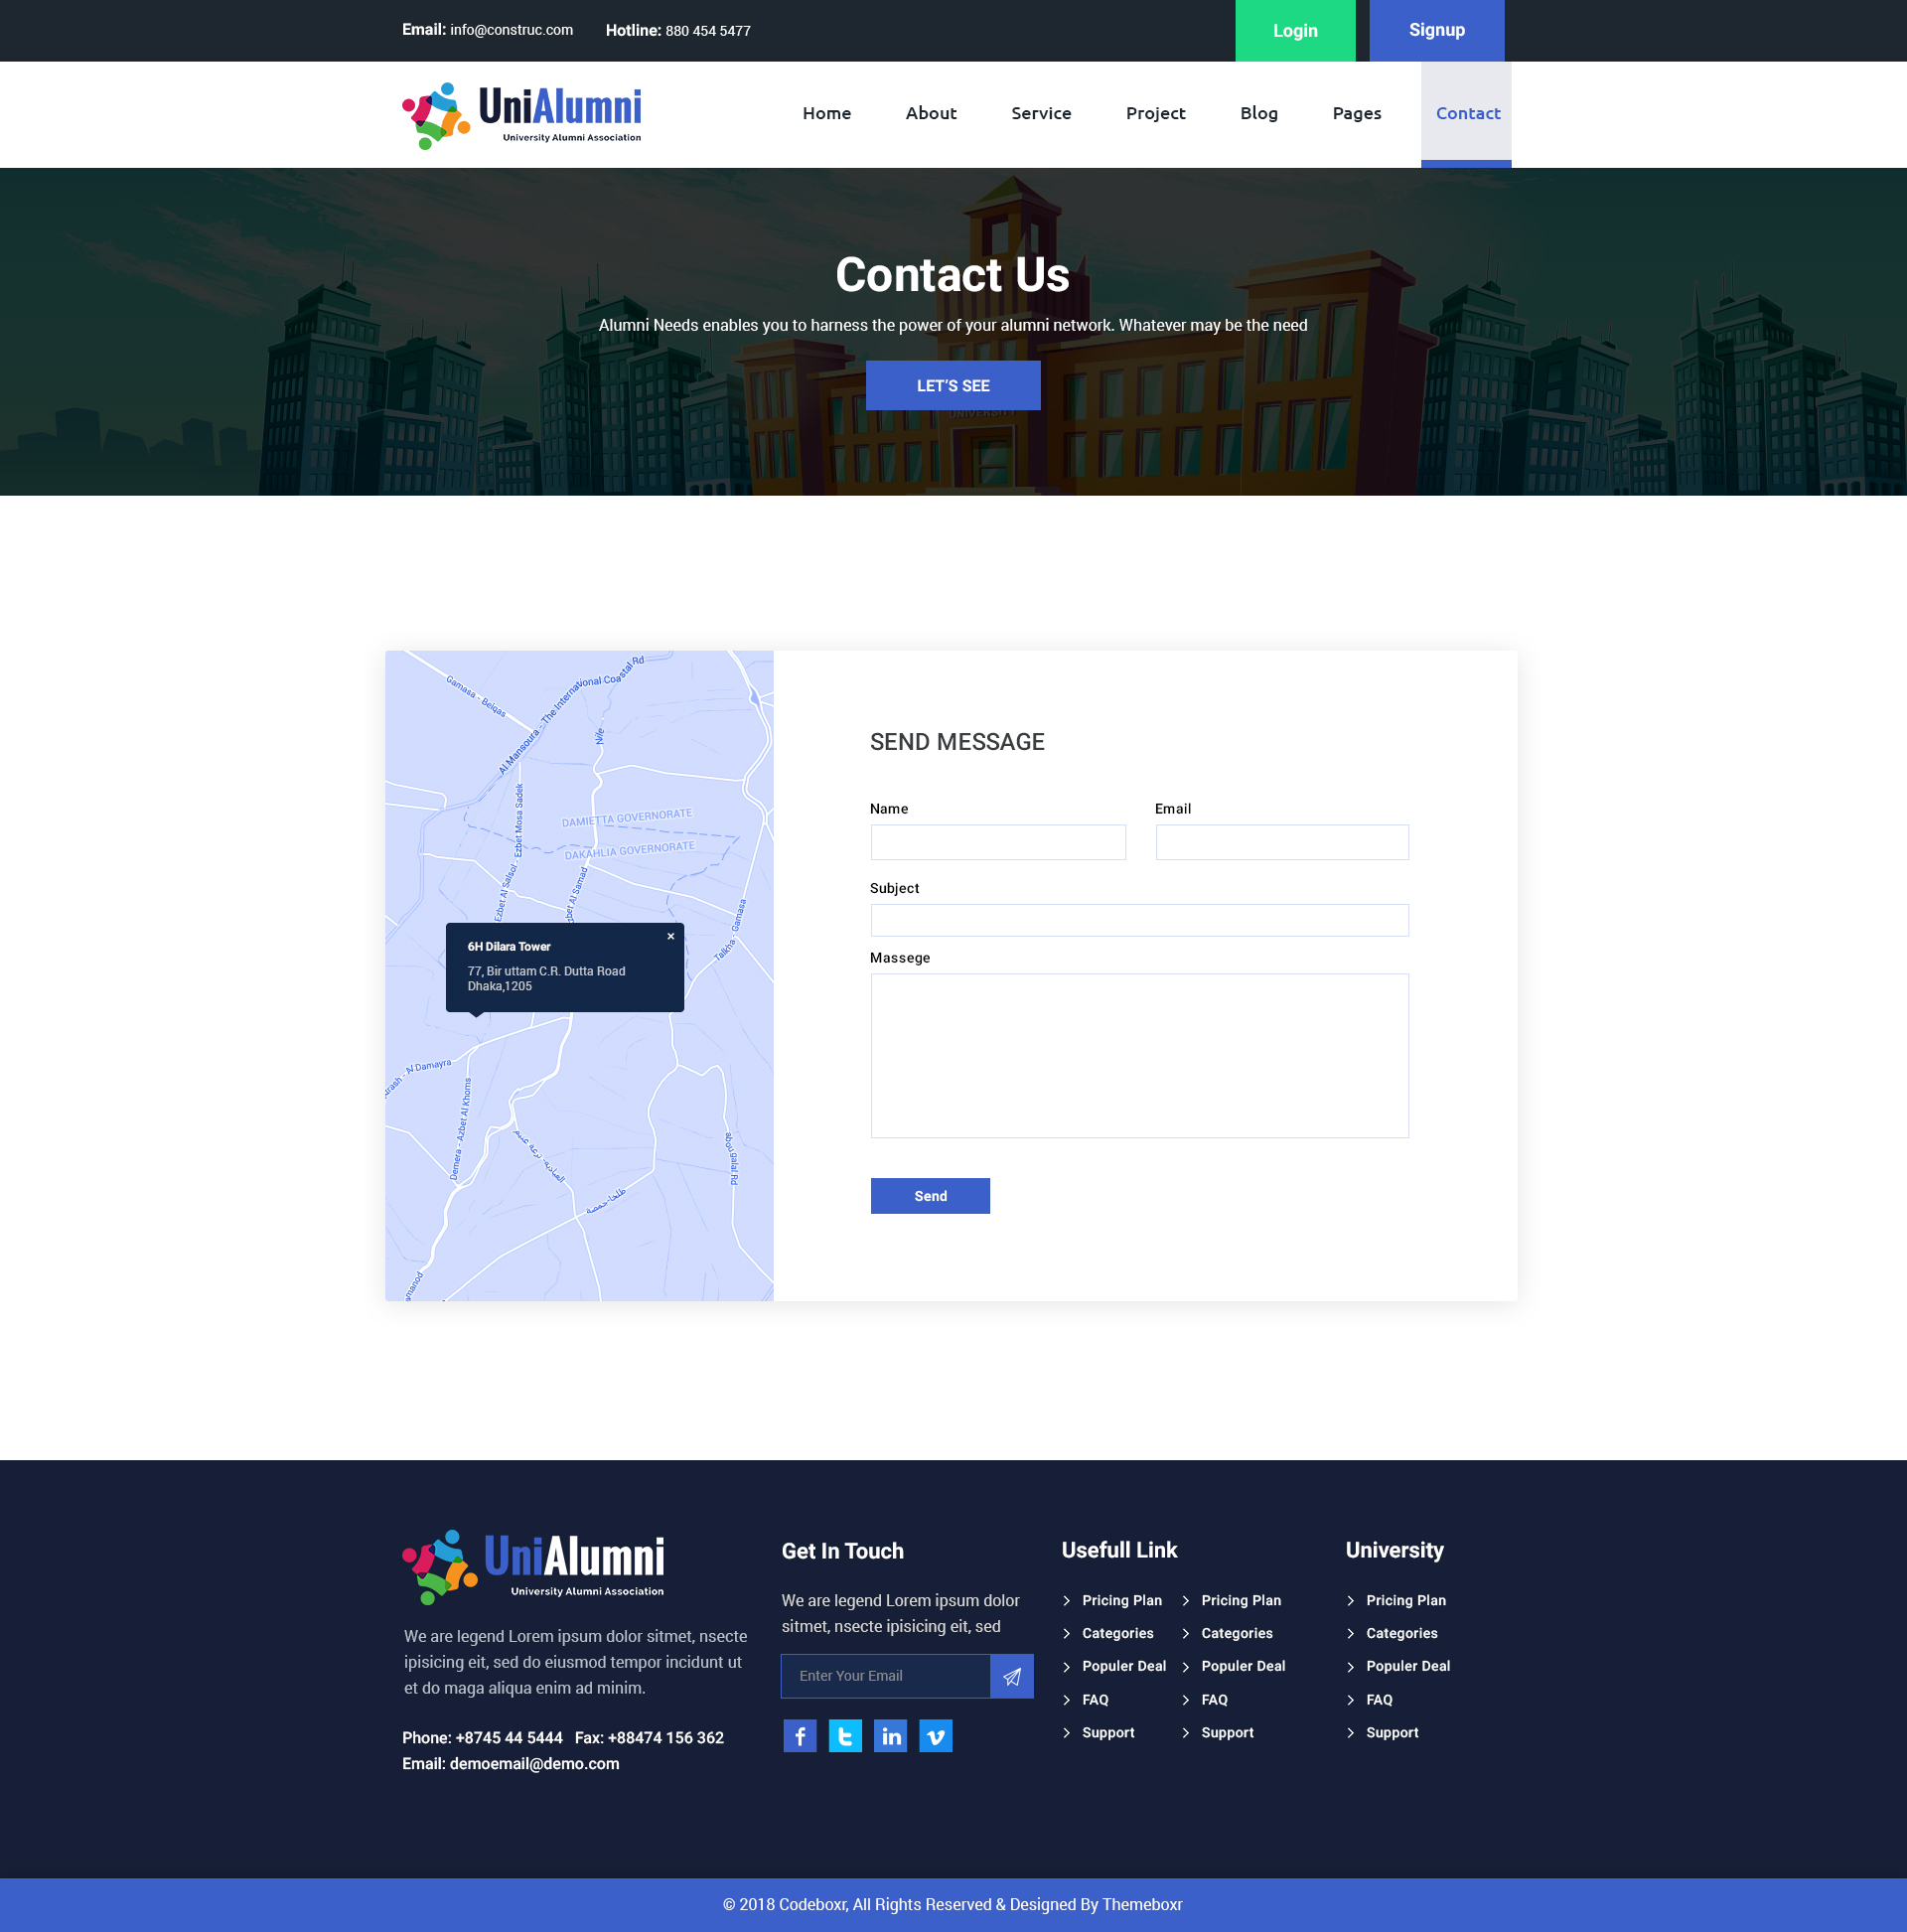 Email: info@construc.com
Hotline: 880 454 5477
Login
Signup
UniAlumni
University Alumni Association
Home
About
Service
Project
Blog
Pages
Contact
Contact Us
Alumni Needs enables you to harness the power of your alumni network. Whatever may be the need
LET'S SEE
UNIVERSITY
Gamasa - Belqas
Al Mansoura - The International Coastal Rd
Nile
Ezbet Mosa Sadek
DAMIETTA GOVERNORATE
DAKAHLIA GOVERNORATE
Ezbet Al Salsol
Ezbet Al Samad
Talkha - Gamasa
6H Dilara Tower
×
77, Bir uttam C.R. Dutta Road
Dhaka,1205
Al Damayra
Demera - Azbet Al Khoms
abou galal Rd
طلخا-جمصة
SEND MESSAGE
Name
Email
Subject
Massege
Send
UniAlumni
University Alumni Association
We are legend Lorem ipsum dolor sitmet, nsecte
ipisicing eit, sed do eiusmod tempor incidunt ut
et do maga aliqua enim ad minim.
Phone: +8745 44 5444 Fax: +88474 156 362
Email: demoemail@demo.com
Get In Touch
We are legend Lorem ipsum dolor
sitmet, nsecte ipisicing eit, sed
Enter Your Email
Usefull Link
Pricing Plan
Categories
Populer Deal
FAQ
Support
Pricing Plan
Categories
Populer Deal
FAQ
Support
University
Pricing Plan
Categories
Populer Deal
FAQ
Support
© 2018 Codeboxr, All Rights Reserved & Designed By Themeboxr